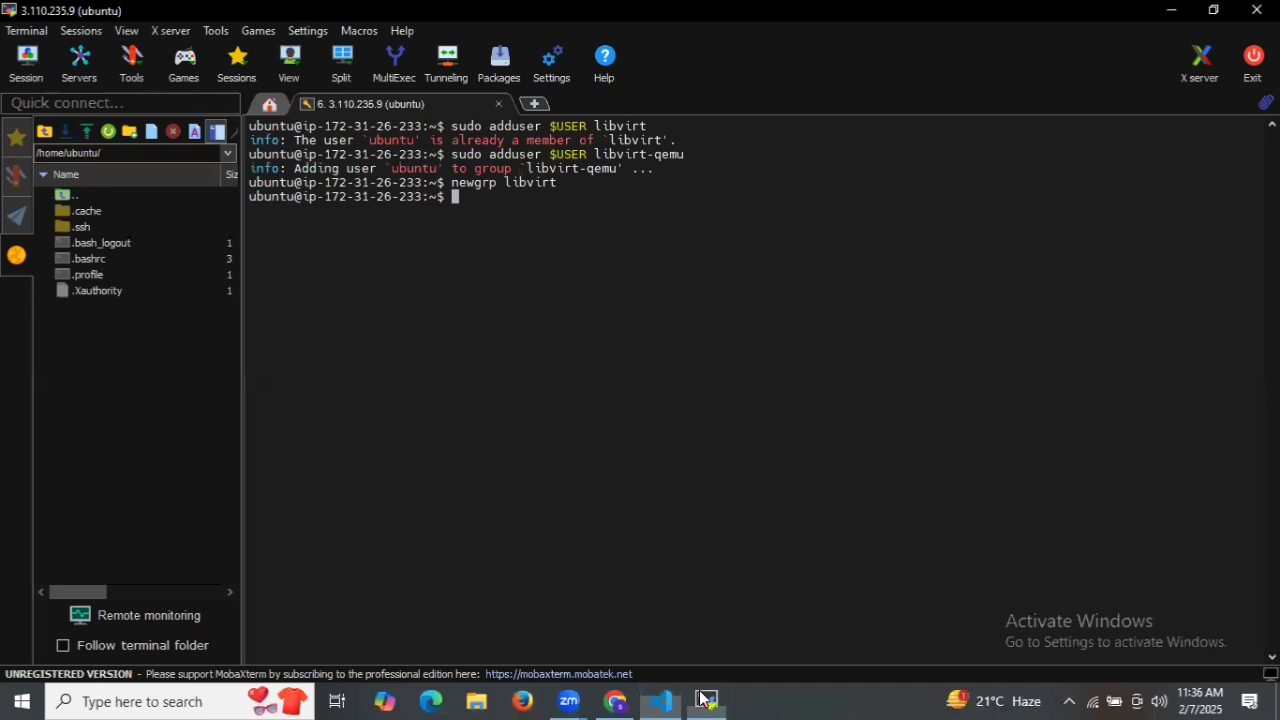 3.110.235.9 (ubuntu)
Terminal Sessions View X server Tools Games Settings Macros Help
Session Servers Tools Games Sessions View Split MultiExec Tunneling Packages Settings Help X server Exit
Quick connect...
6. 3.110.235.9 (ubuntu)
/home/ubuntu/
Name Siz
..
.cache
.ssh
.bash_logout 1
.bashrc 3
.profile 1
.Xauthority 1
ubuntu@ip-172-31-26-233:~$ sudo adduser $USER libvirt
info: The user `ubuntu' is already a member of `libvirt'.
ubuntu@ip-172-31-26-233:~$ sudo adduser $USER libvirt-qemu
info: Adding user `ubuntu' to group `libvirt-qemu' ...
ubuntu@ip-172-31-26-233:~$ newgrp libvirt
ubuntu@ip-172-31-26-233:~$
Remote monitoring
Follow terminal folder
Activate Windows
Go to Settings to activate Windows.
UNREGISTERED VERSION - Please support MobaXterm by subscribing to the professional edition here: https://mobaxterm.mobatek.net
Type here to search
21°C Haze
11:36 AM
2/7/2025